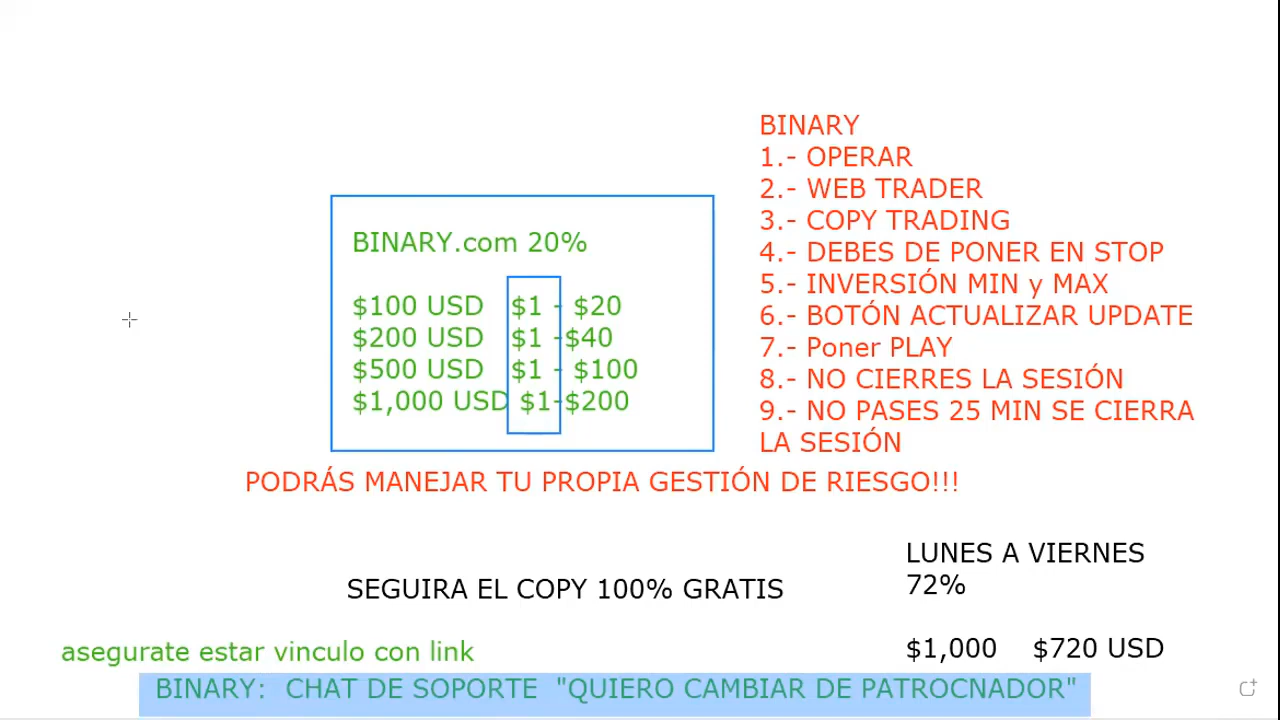 BINARY
1.- OPERAR
2.- WEB TRADER
3.- COPY TRADING
4.- DEBES DE PONER EN STOP
5.- INVERSIÓN MIN y MAX
6.- BOTÓN ACTUALIZAR UPDATE
7.- Poner PLAY
8.- NO CIERRES LA SESIÓN
9.- NO PASES 25 MIN SE CIERRA
LA SESIÓN
BINARY.com 20%
$100 USD $1 - $20
$200 USD $1 -$40
$500 USD $1 - $100
$1,000 USD $1-$200
PODRÁS MANEJAR TU PROPIA GESTIÓN DE RIESGO!!!
LUNES A VIERNES
72%
SEGUIRA EL COPY 100% GRATIS
$1,000 $720 USD
asegurate estar vinculo con link
BINARY: CHAT DE SOPORTE "QUIERO CAMBIAR DE PATROCNADOR"